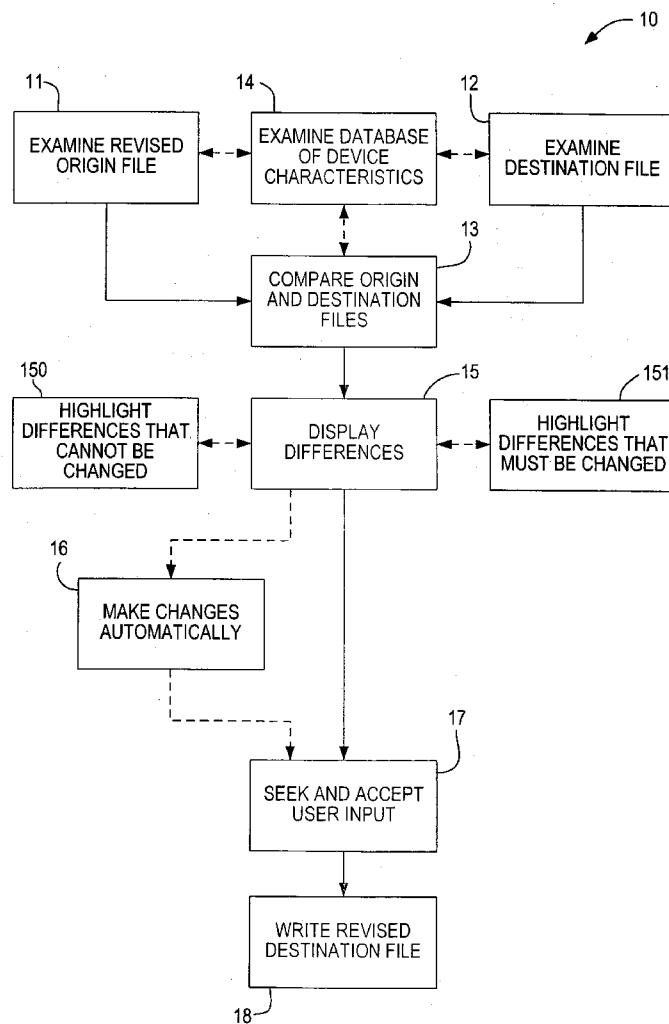 10
11
EXAMINE REVISED
ORIGIN FILE
14
EXAMINE DATABASE
OF DEVICE
CHARACTERISTICS
12
EXAMINE
DESTINATION FILE
13
COMPARE ORIGIN
AND DESTINATION
FILES
150
HIGHLIGHT
DIFFERENCES THAT
CANNOT BE
CHANGED
15
DISPLAY
DIFFERENCES
151
HIGHLIGHT
DIFFERENCES THAT
MUST BE CHANGED
16
MAKE CHANGES
AUTOMATICALLY
17
SEEK AND ACCEPT
USER INPUT
WRITE REVISED
DESTINATION FILE
18